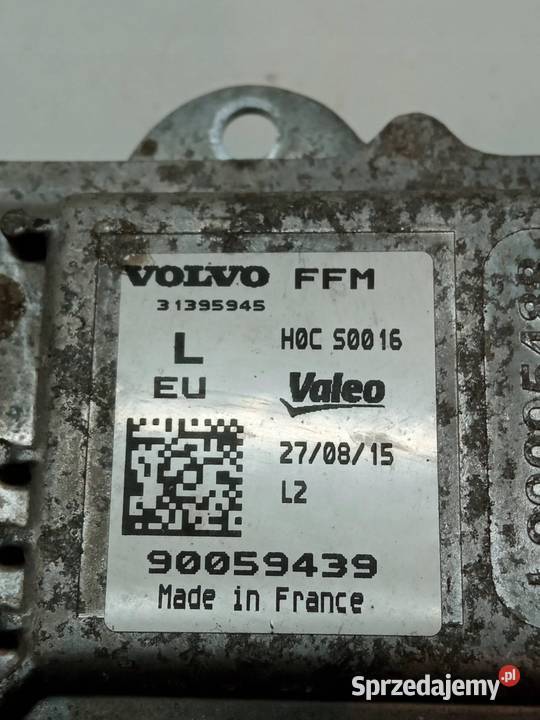 VOLVO FFM
31395945
L H0C S0016
EU Valeo
27/08/15
L2
90059439
Made in France
Sprzedajemy.pl